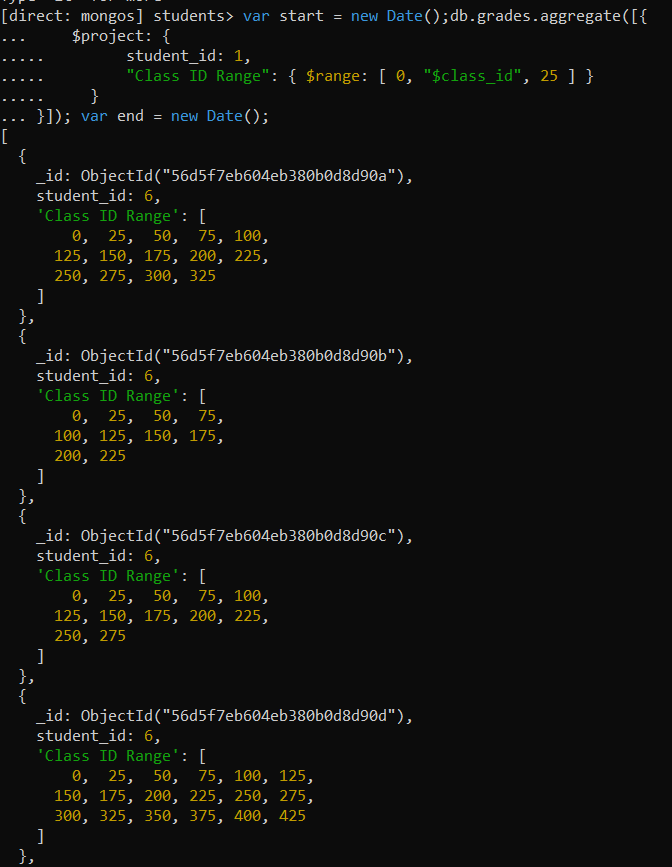 [direct: mongos] students> var start = new Date();db.grades.aggregate([{
...     $project: {
.....         student_id: 1,
.....         "Class ID Range": { $range: [ 0, "$class_id", 25 ] }
.....     }
... }]); var end = new Date();
[
  {
    _id: ObjectId("56d5f7eb604eb380b0d8d90a"),
    student_id: 6,
    'Class ID Range': [
        0,  25,  50,  75, 100,
      125, 150, 175, 200, 225,
      250, 275, 300, 325
    ]
  },
  {
    _id: ObjectId("56d5f7eb604eb380b0d8d90b"),
    student_id: 6,
    'Class ID Range': [
        0,  25,  50,  75,
      100, 125, 150, 175,
      200, 225
    ]
  },
  {
    _id: ObjectId("56d5f7eb604eb380b0d8d90c"),
    student_id: 6,
    'Class ID Range': [
        0,  25,  50,  75, 100,
      125, 150, 175, 200, 225,
      250, 275
    ]
  },
  {
    _id: ObjectId("56d5f7eb604eb380b0d8d90d"),
    student_id: 6,
    'Class ID Range': [
        0,  25,  50,  75, 100, 125,
      150, 175, 200, 225, 250, 275,
      300, 325, 350, 375, 400, 425
    ]
  },